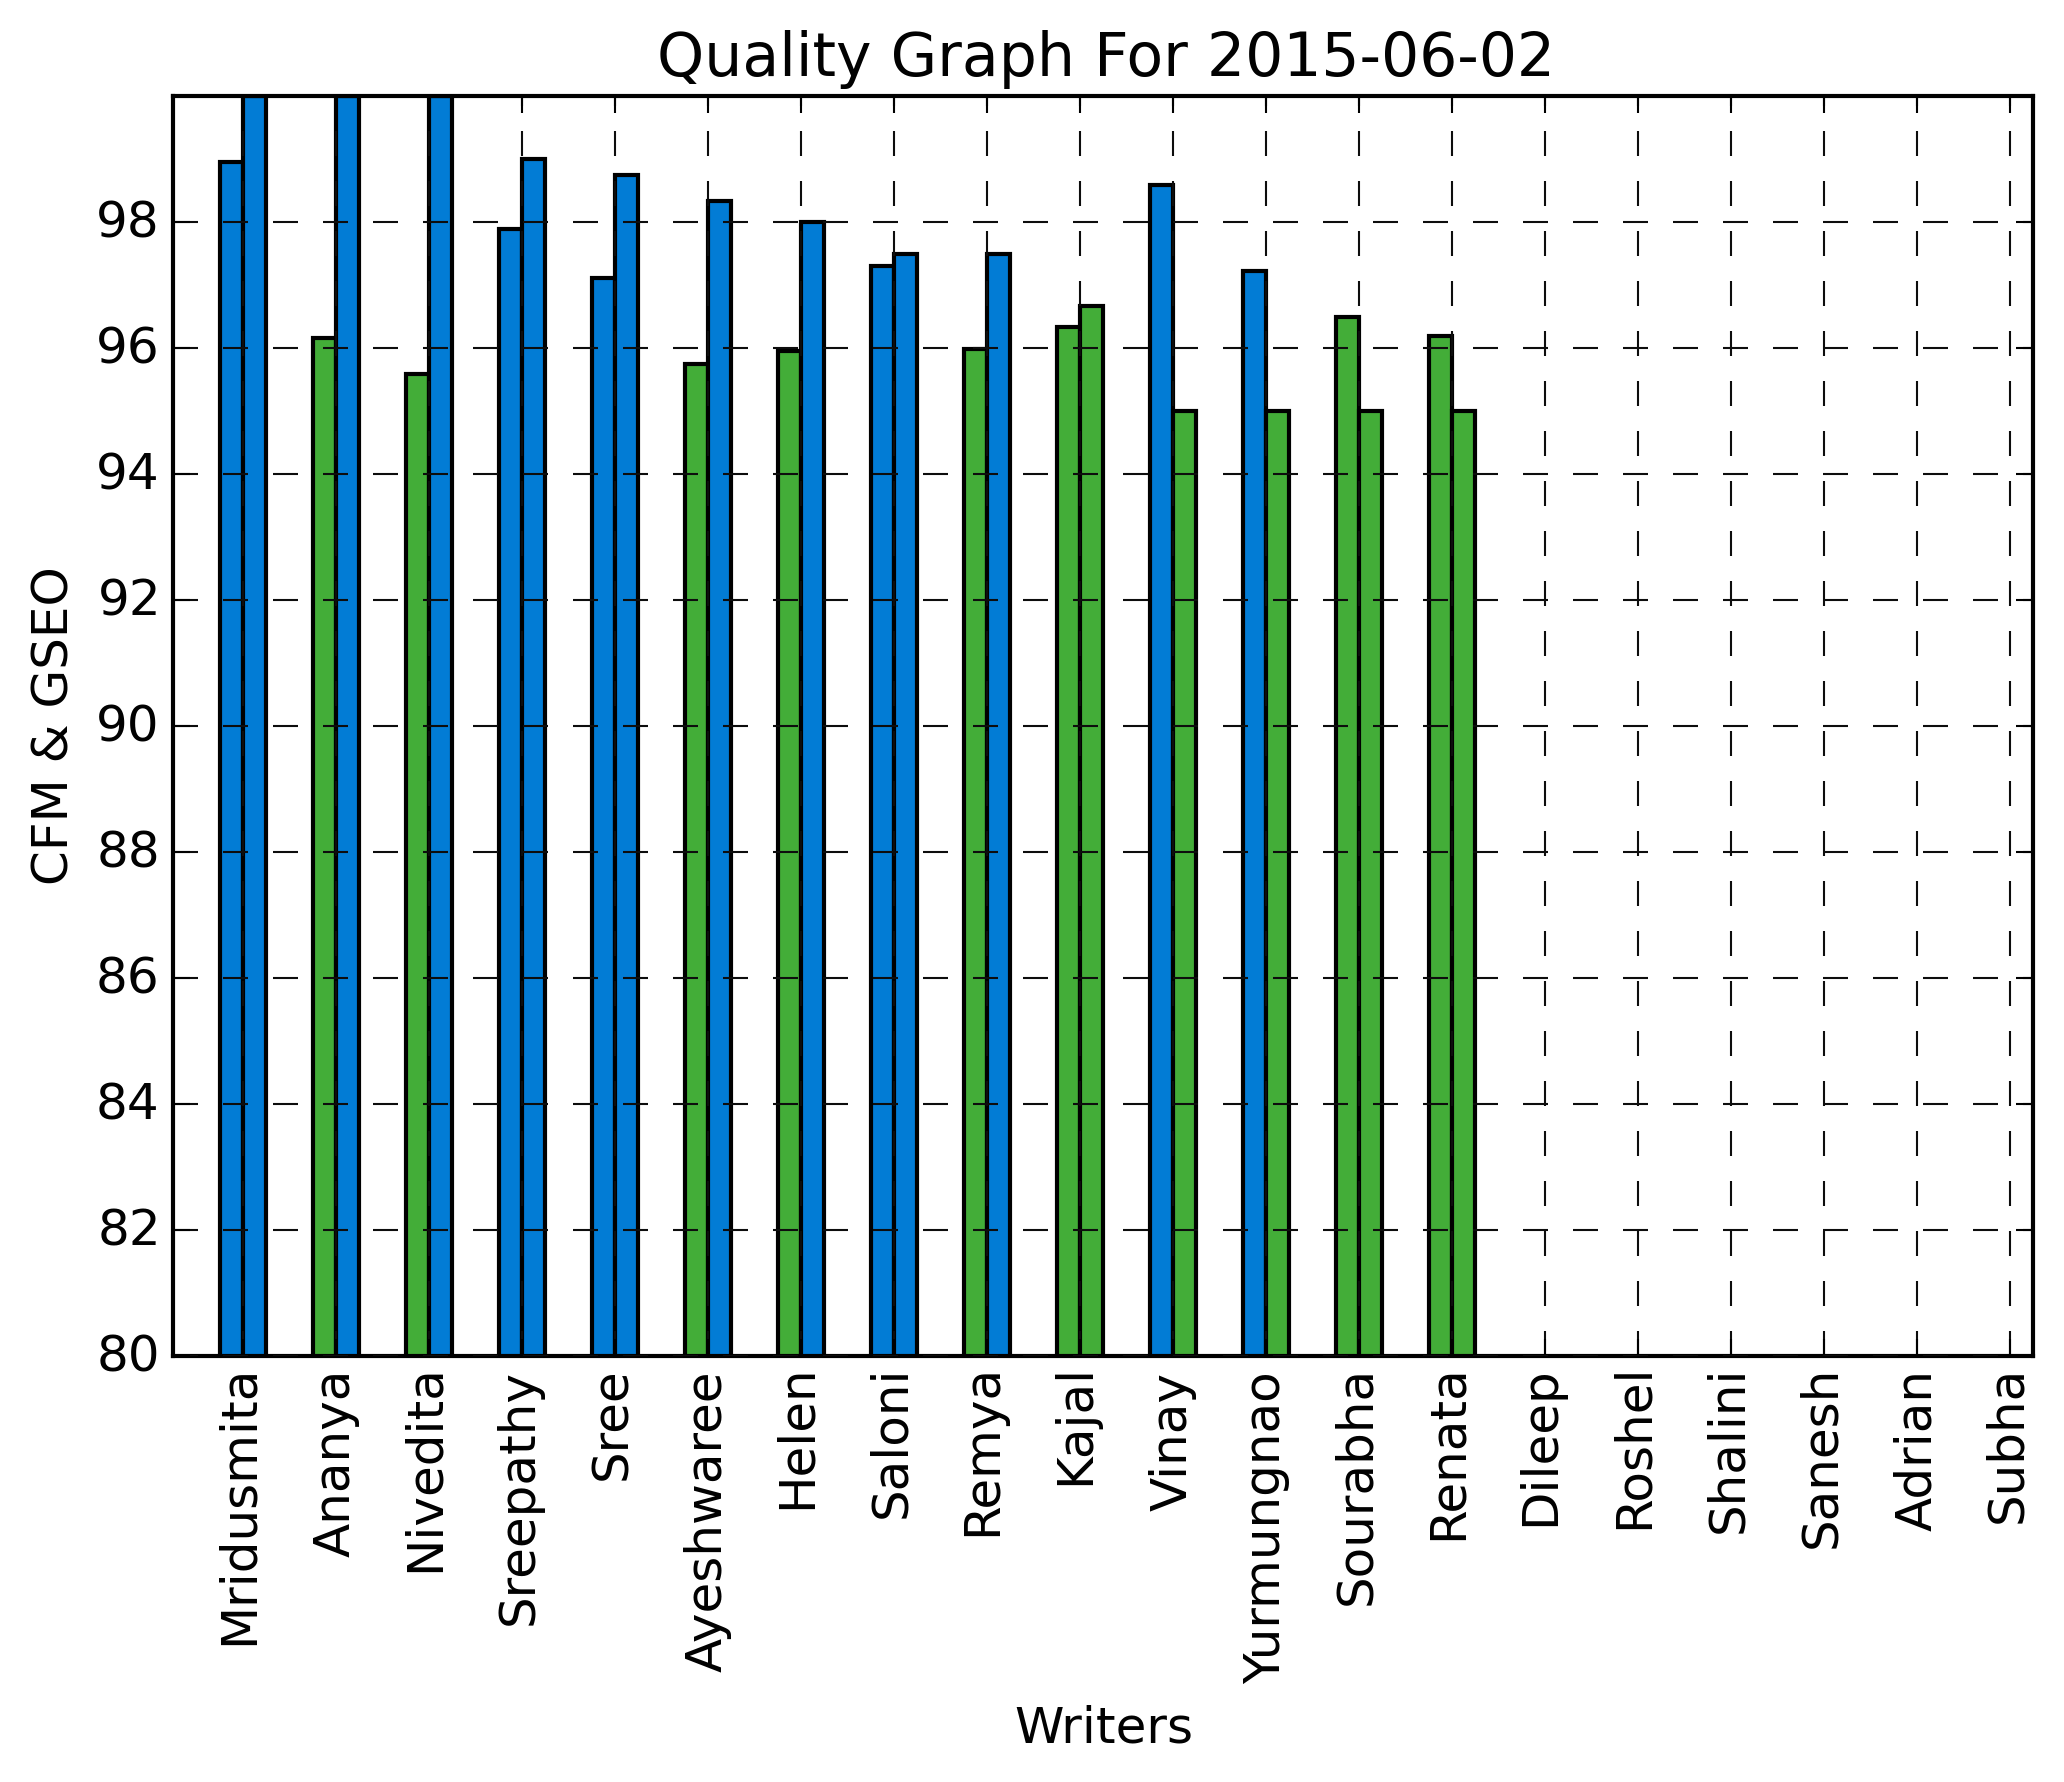 Quality Graph For 2015-06-02
CFM & GSEO
98
96
94
92
90
88
86
84
82
80
Mridusmita
Ananya
Nivedita
Sreepathy
Sree
Ayeshwaree
Helen
Saloni
Remya
Kajal
Vinay
Yurmungnao
Sourabha
Renata
Dileep
Roshel
Shalini
Sanesh
Adrian
Subha
Writers